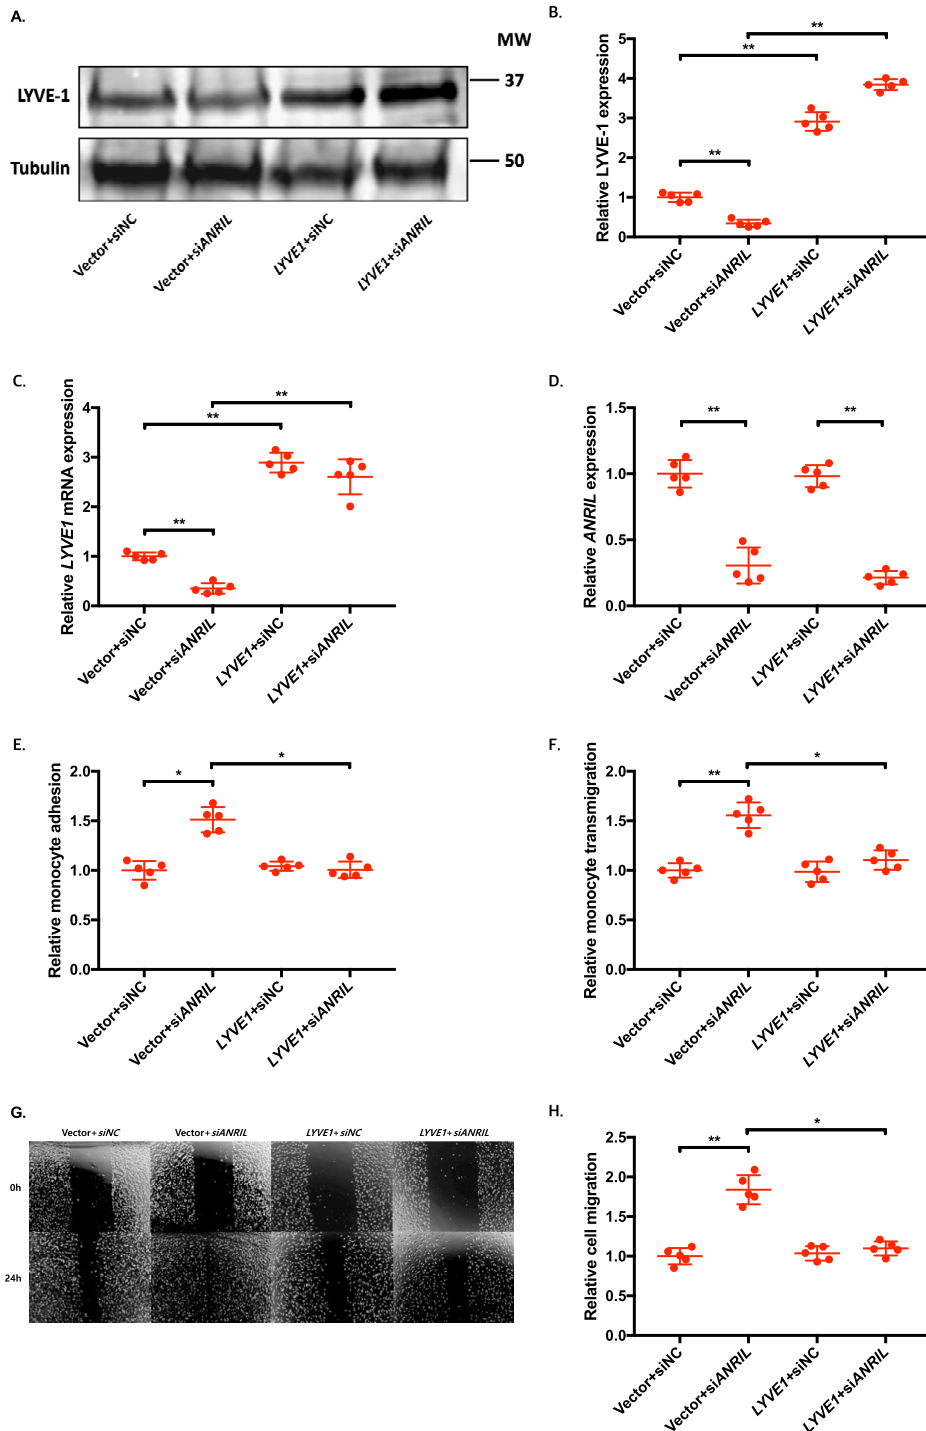 A.
MW
LYVE-1
37
Tubulin
50
Vector+siNC
Vector+siANRIL
LYVE1+siNC
LYVE1+siANRIL
B.
Relative LYVE-1 expression
5
4
3
2
1
0
**
**
**
Vector+siNC
Vector+siANRIL
LYVE1+siNC
LYVE1+siANRIL
C.
Relative LYVE1 mRNA expression
4
3
2
1
0
**
**
**
Vector+siNC
Vector+siANRIL
LYVE1+siNC
LYVE1+siANRIL
D.
Relative ANRIL expression
1.5
1.0
0.5
0.0
**
**
Vector+siNC
Vector+siANRIL
LYVE1+siNC
LYVE1+siANRIL
E.
Relative monocyte adhesion
2.0
1.5
1.0
0.5
0.0
*
*
Vector+siNC
Vector+siANRIL
LYVE1+siNC
LYVE1+siANRIL
F.
Relative monocyte transmigration
2.0
1.5
1.0
0.5
0.0
**
*
Vector+siNC
Vector+siANRIL
LYVE1+siNC
LYVE1+siANRIL
G.
Vector+siNC
Vector+siANRIL
LYVE1+siNC
LYVE1+siANRIL
0h
24h
H.
Relative cell migration
2.5
2.0
1.5
1.0
0.5
0.0
**
*
Vector+siNC
Vector+siANRIL
LYVE1+siNC
LYVE1+siANRIL